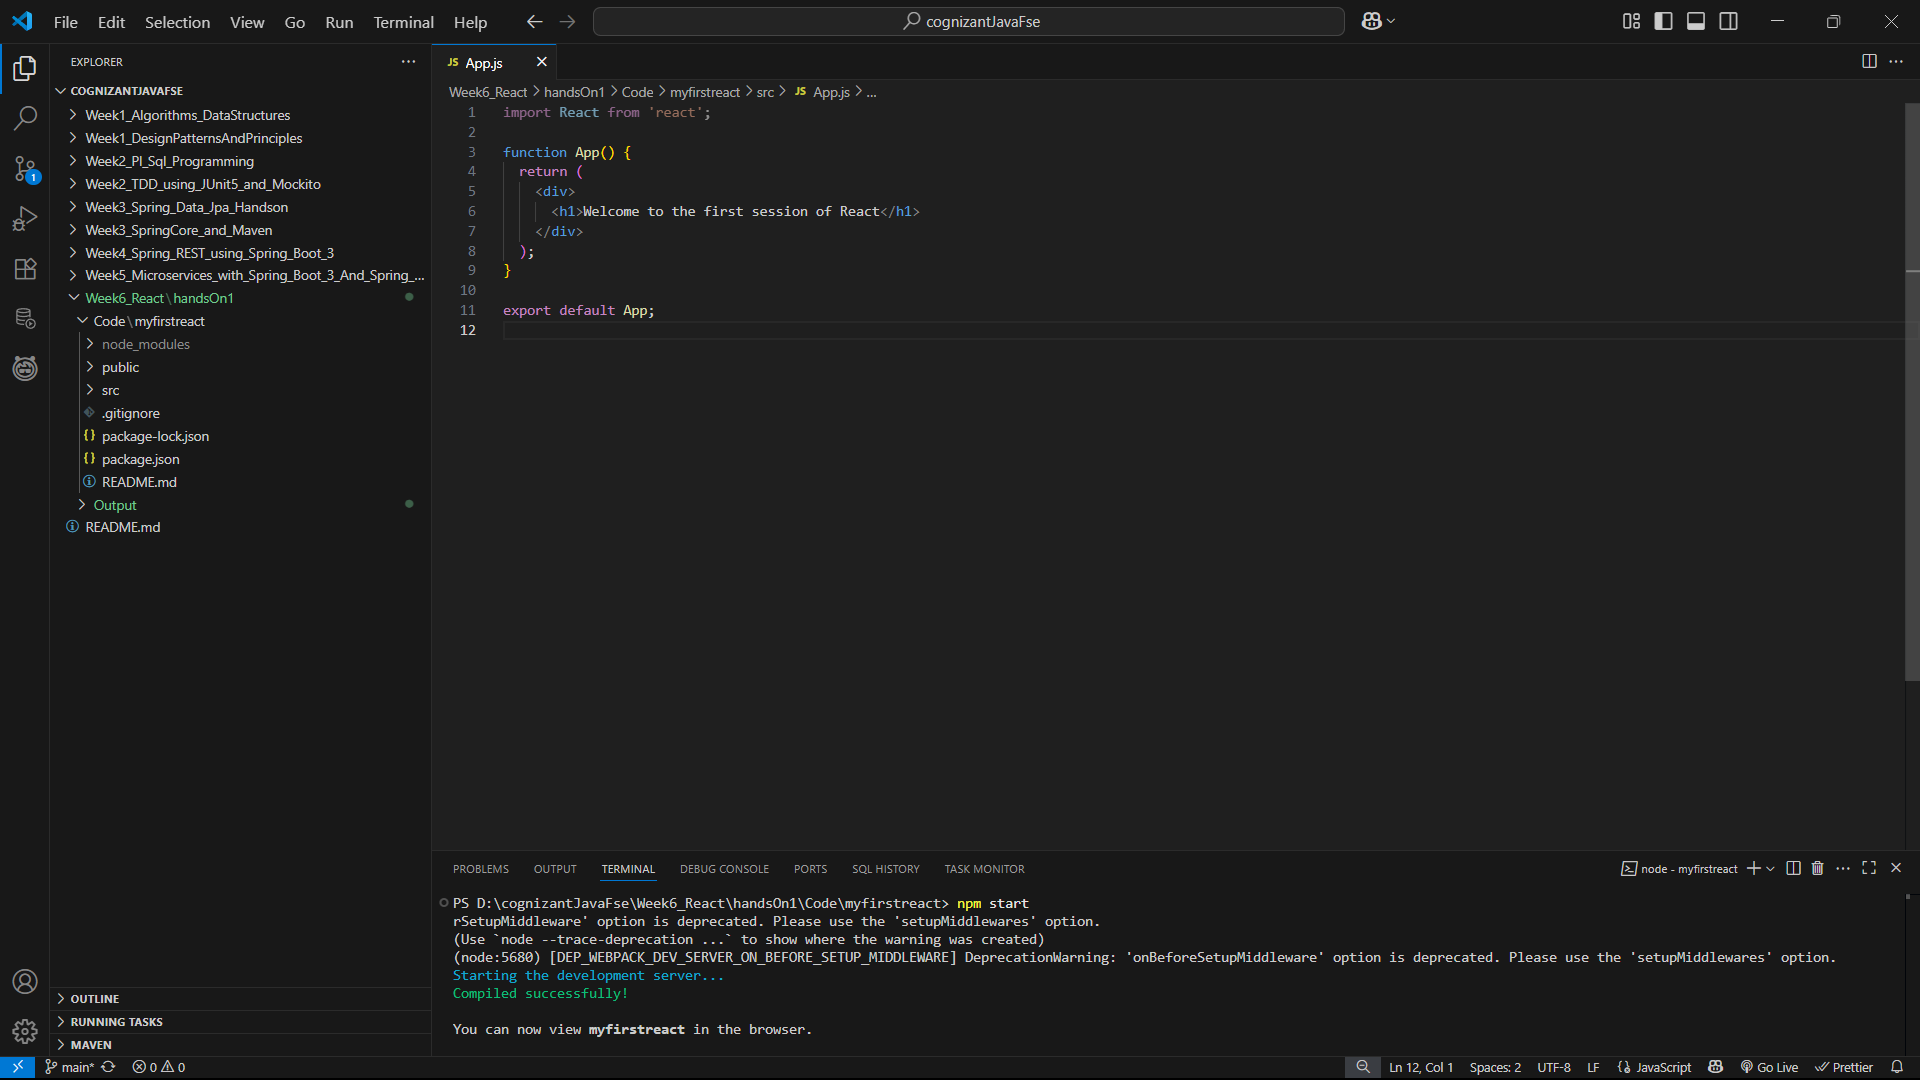 File Edit Selection View Go Run Terminal Help
cognizantJavaFse
EXPLORER
COGNIZANTJAVAFSE
Week1_Algorithms_DataStructures
Week1_DesignPatternsAndPrinciples
Week2_Pl_Sql_Programming
Week2_TDD_using_JUnit5_and_Mockito
Week3_Spring_Data_Jpa_Handson
Week3_SpringCore_and_Maven
Week4_Spring_REST_using_Spring_Boot_3
Week5_Microservices_with_Spring_Boot_3_And_Spring_...
Week6_React\handsOn1
Code\myfirstreact
node_modules
public
src
.gitignore
{} package-lock.json
{} package.json
README.md
Output
README.md
OUTLINE
RUNNING TASKS
MAVEN
1
JS App.js
Week6_React > handsOn1 > Code > myfirstreact > src > JS App.js > ...
1 import React from 'react';
2
3 function App() {
4 return (
5 <div>
6 <h1>Welcome to the first session of React</h1>
7 </div>
8 );
9 }
10
11 export default App;
12
PROBLEMS OUTPUT TERMINAL DEBUG CONSOLE PORTS SQL HISTORY TASK MONITOR
node - myfirstreact
PS D:\cognizantJavaFse\Week6_React\handsOn1\Code\myfirstreact> npm start
rSetupMiddleware' option is deprecated. Please use the 'setupMiddlewares' option.
(Use `node --trace-deprecation ...` to show where the warning was created)
(node:5680) [DEP_WEBPACK_DEV_SERVER_ON_BEFORE_SETUP_MIDDLEWARE] DeprecationWarning: 'onBeforeSetupMiddleware' option is deprecated. Please use the 'setupMiddlewares' option.
Starting the development server...
Compiled successfully!
You can now view myfirstreact in the browser.
main* 0 0
Ln 12, Col 1 Spaces: 2 UTF-8 LF {} JavaScript Go Live Prettier